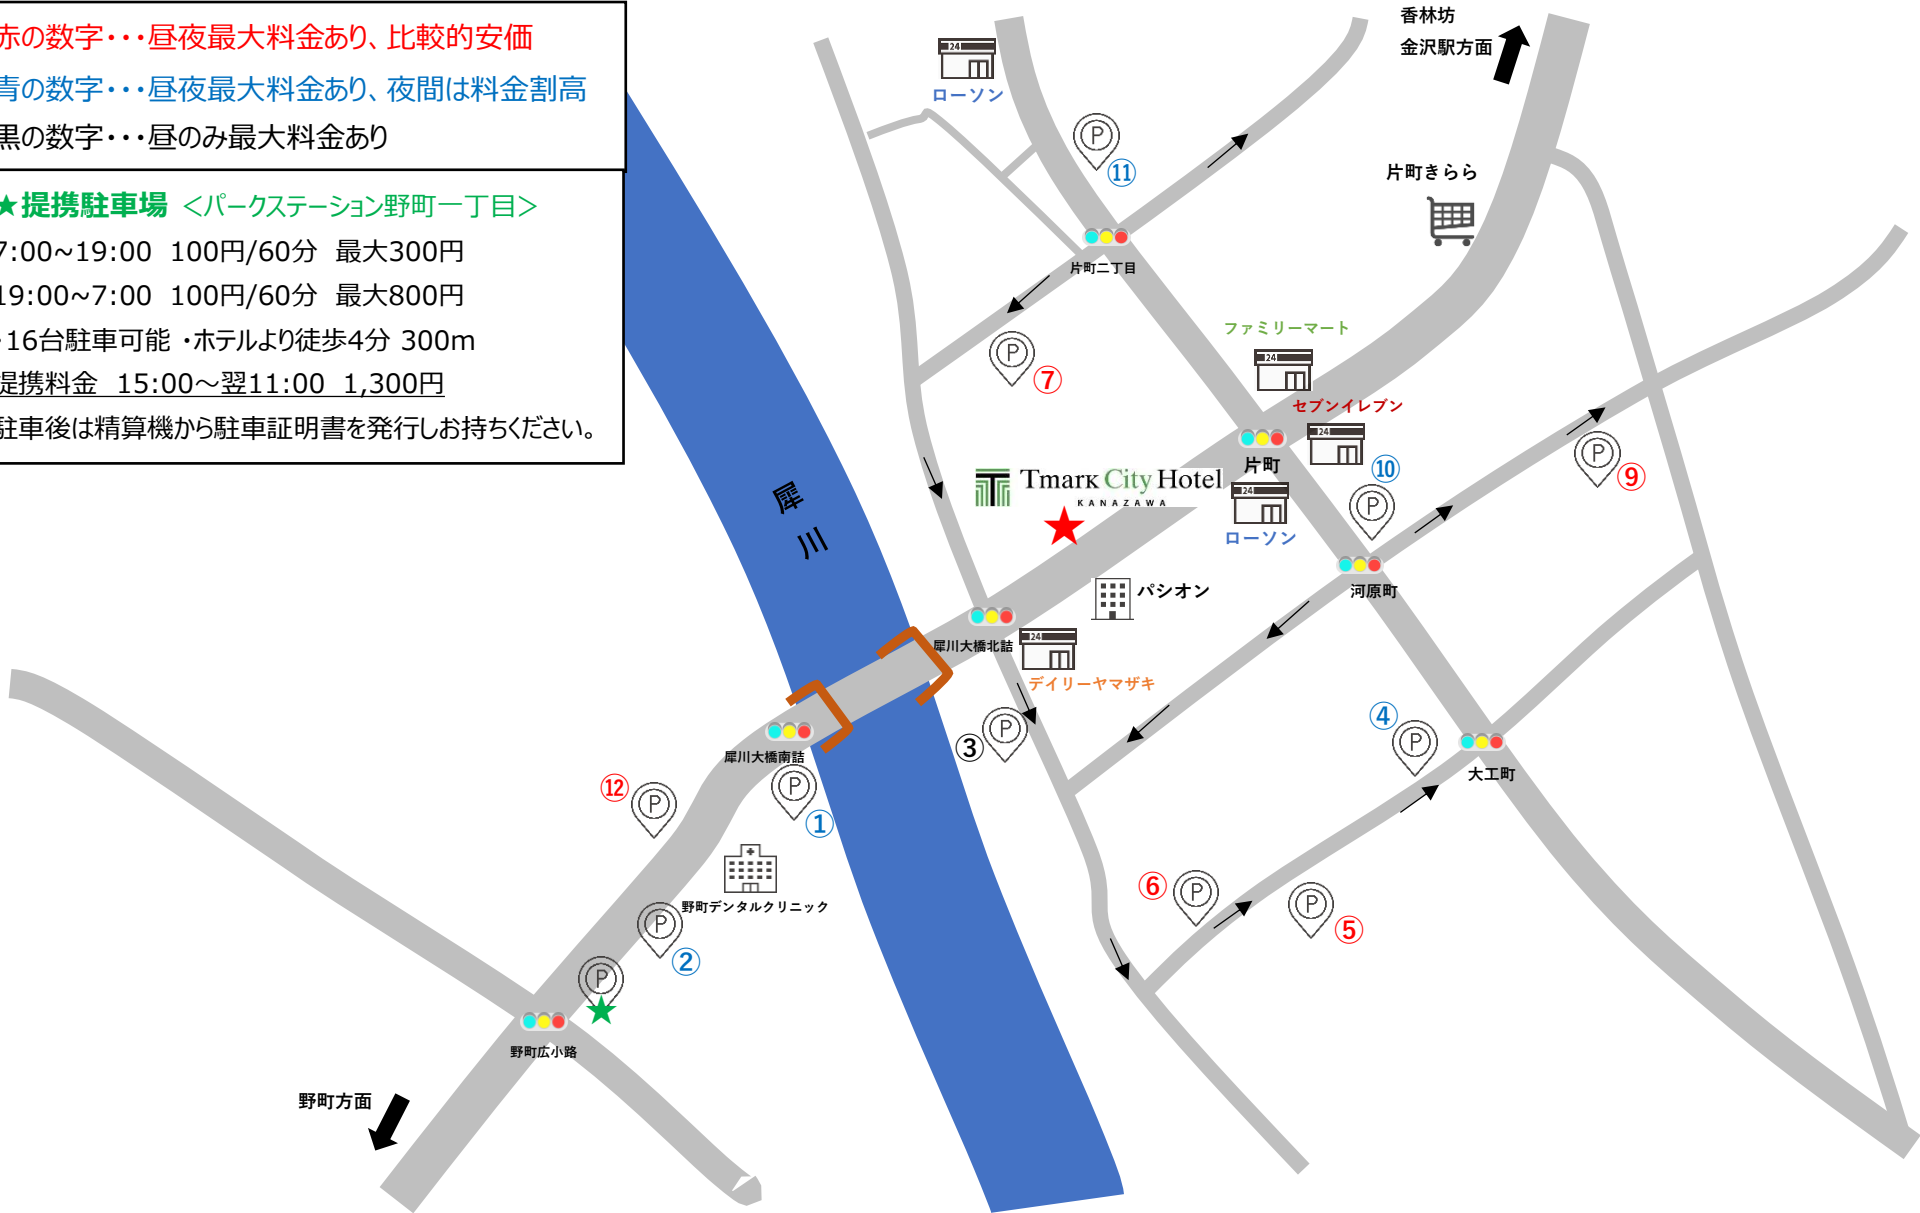 赤の数字・・・昼夜最大料金あり、比較的安価
青の数字・・・昼夜最大料金あり、夜間は料金割高
黒の数字・・・昼のみ最大料金あり
★提携駐車場 <パークステーション野町一丁目>
7:00~19:00 100円/60分 最大300円
19:00~7:00 100円/60分 最大800円
・16台駐車可能 ・ホテルより徒歩4分 300m
提携料金 15:00～翌11:00 1,300円
駐車後は精算機から駐車証明書を発行しお持ちください。
香林坊
金沢駅方面
24
ローソン
P
⑪
片町きらら
片町二丁目
P
⑦
ファミリーマート
24
セブンイレブン
24
片町
⑩
P
P
⑨
Tmark City Hotel
KANAZAWA
24
ローソン
犀川
河原町
パシオン
犀川大橋北詰
24
デイリーヤマザキ
③
P
④
P
大工町
犀川大橋南詰
P
①
⑫
P
野町デンタルクリニック
P
②
⑥
P
P
⑤
P
野町広小路
野町方面